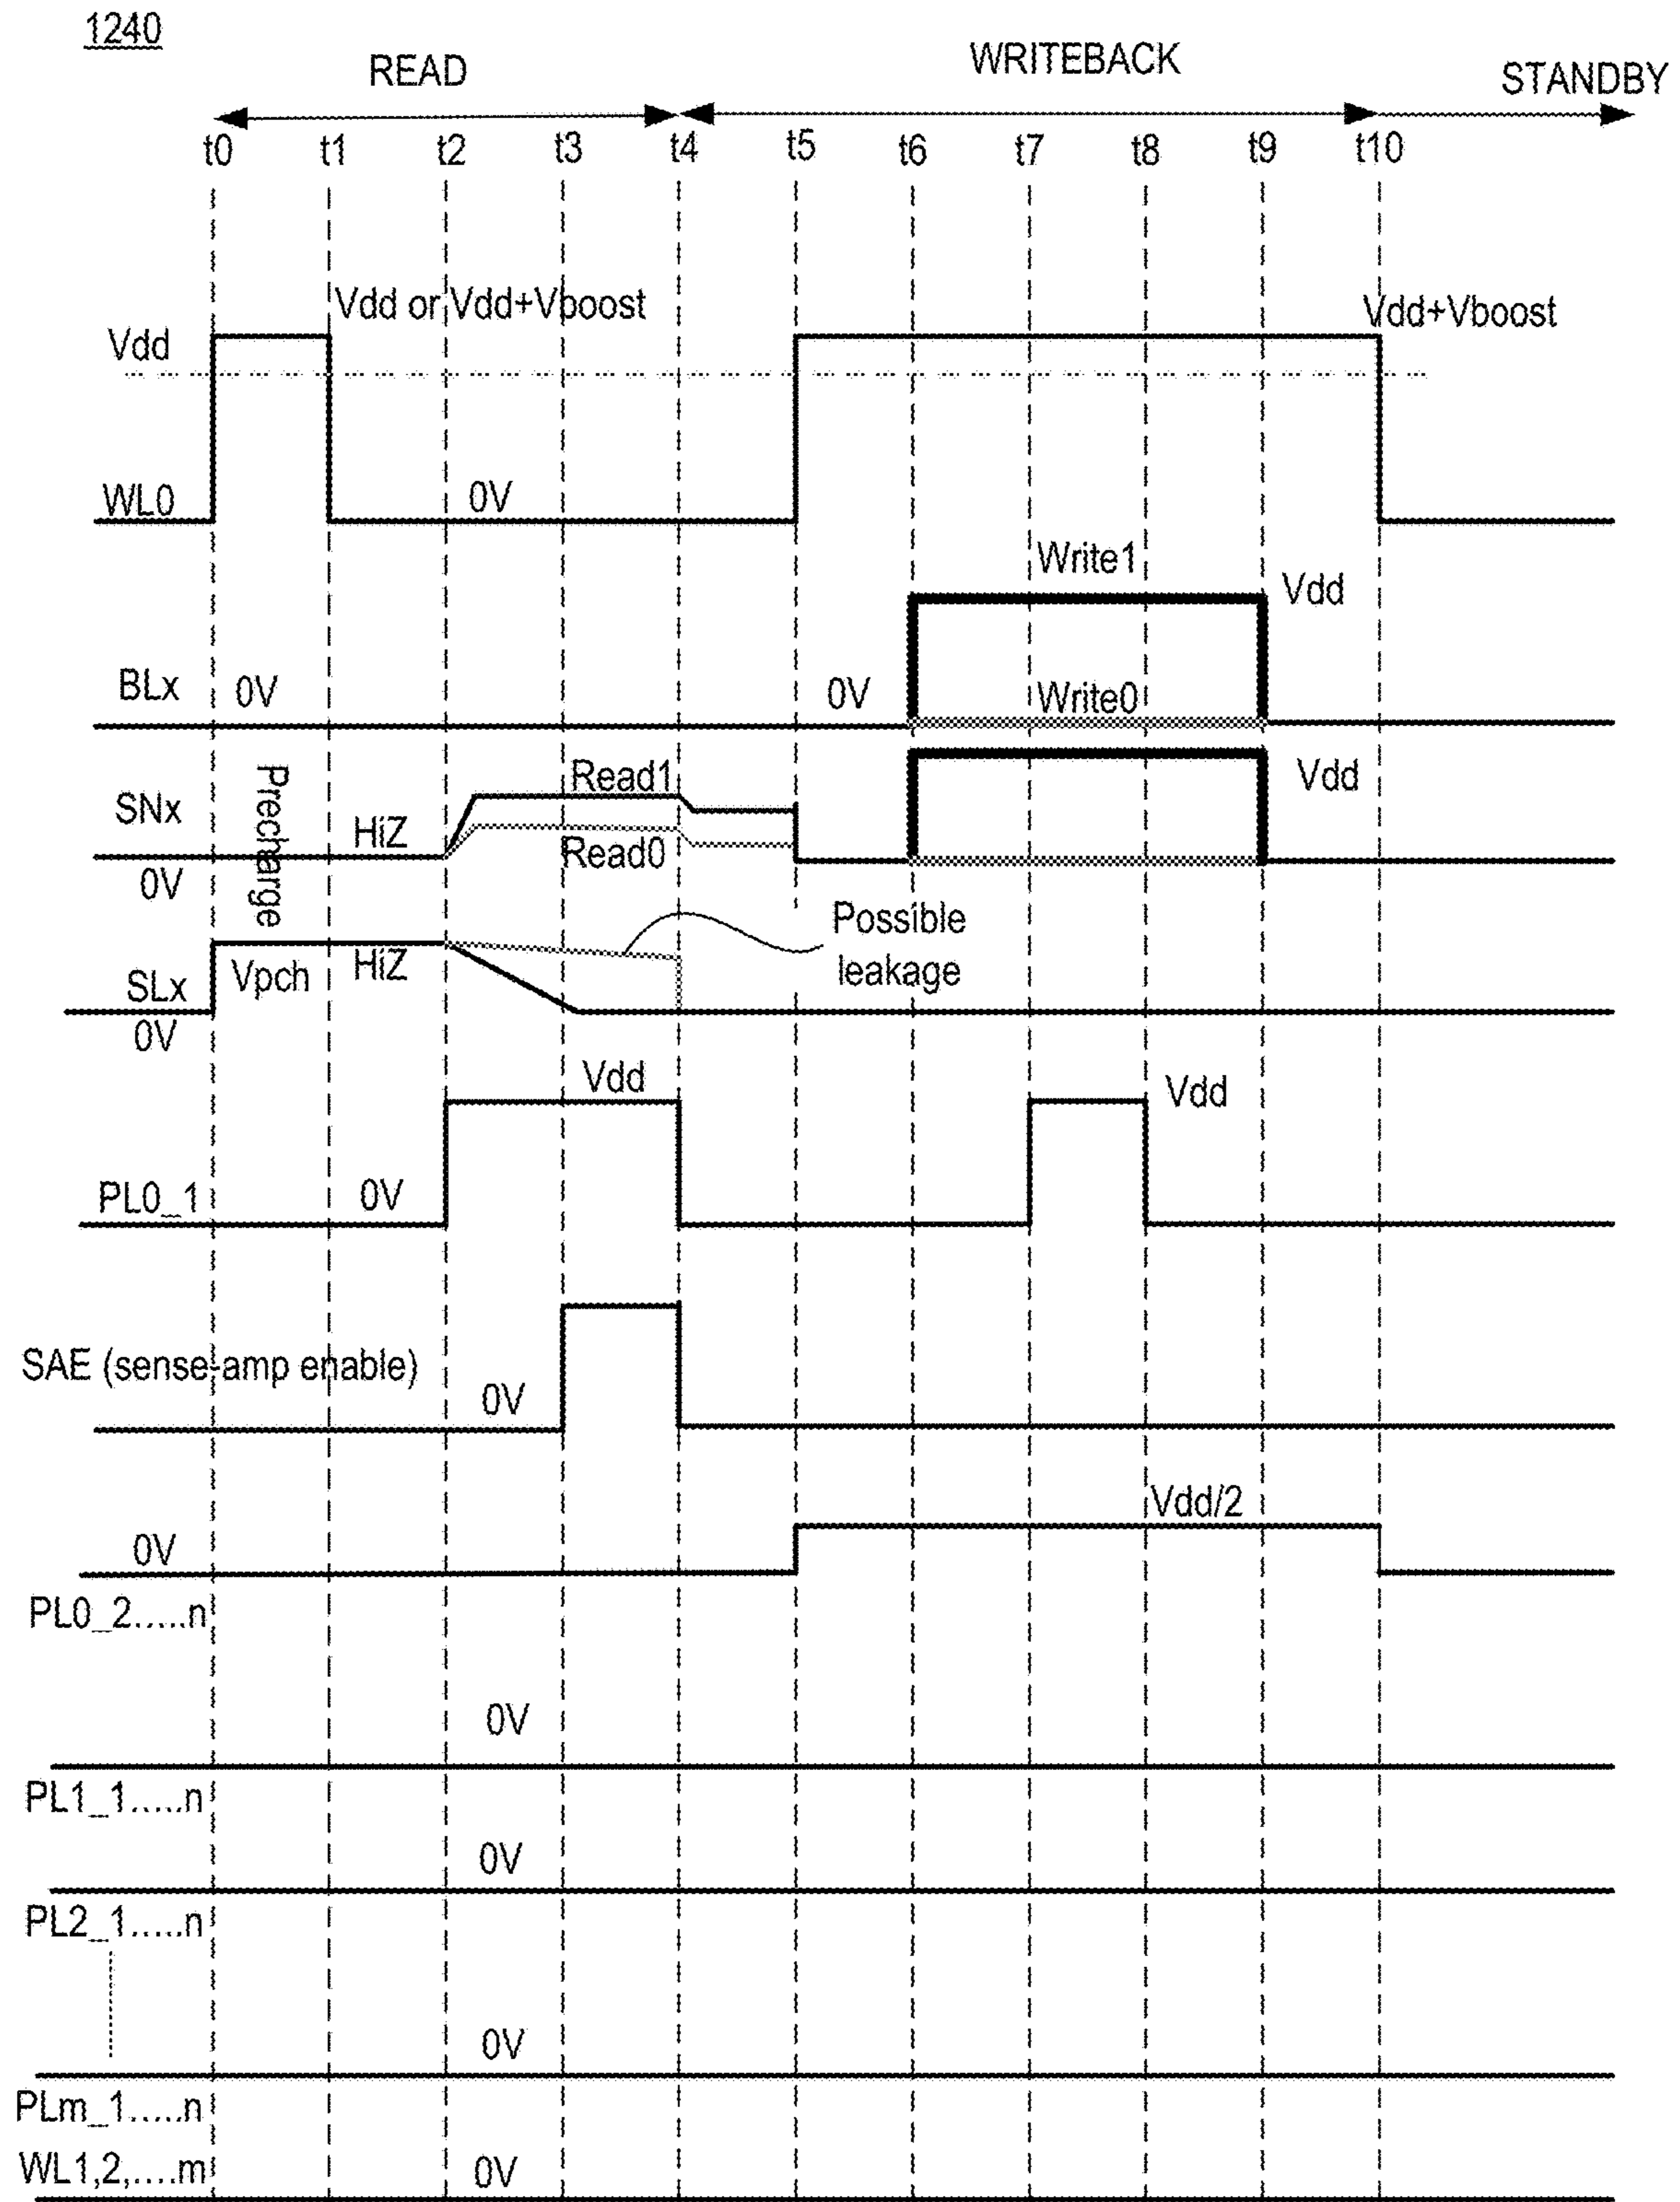 1240
READ
WRITEBACK
STANDBY
t0 t1 t2 t3 t4 t5 t6 t7 t8 t9 t10
Vdd or Vdd+Vboost
Vdd+Vboost
Vdd
WL0
0V
Write1
Vdd
BLx
0V
0V
Write0
Precharge
Read1
Vdd
SNx
HiZ
Read0
0V
Possible
leakage
HiZ
Vpch
SLx
0V
Vdd
Vdd
PL0_1
0V
SAE (sense-amp enable)
0V
Vdd/2
0V
PL0_2.....n
0V
PL1_1.....n
0V
PL2_1.....n
0V
PLm_1.....n
WL1,2,....m
0V